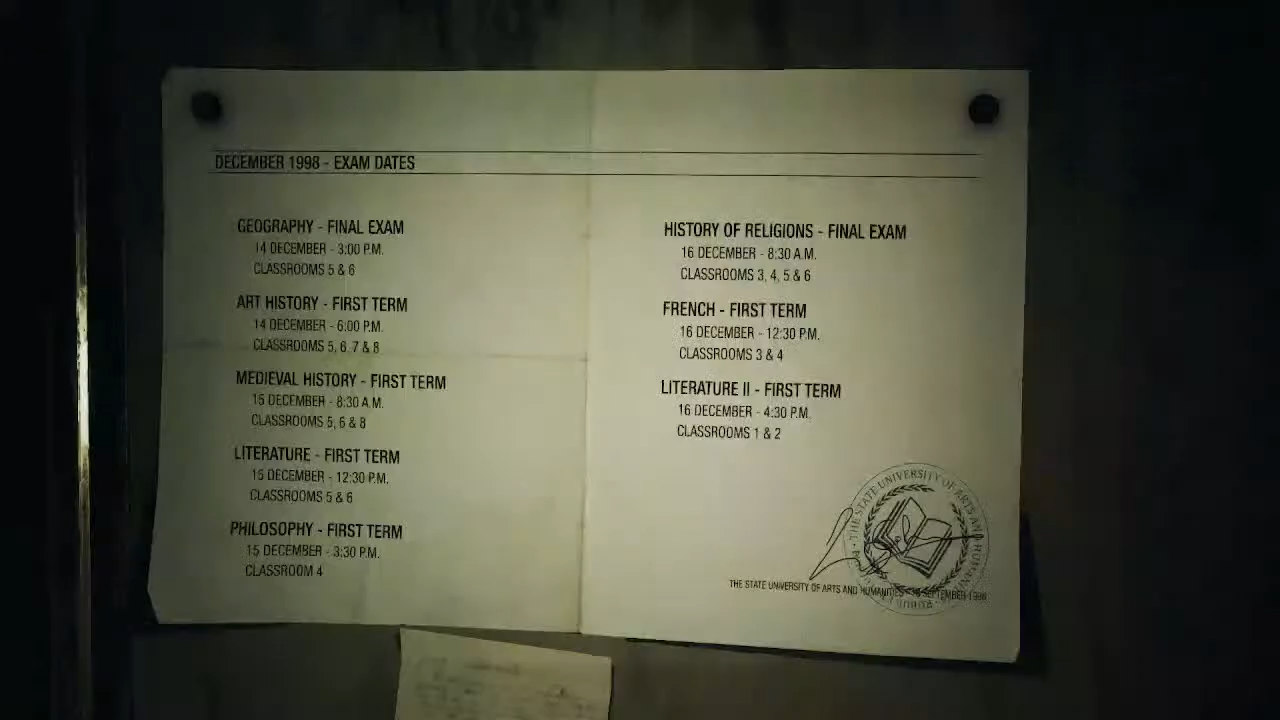 DECEMBER 1998 - EXAM DATES
GEOGRAPHY - FINAL EXAM
14 DECEMBER - 3:00 P.M.
CLASSROOMS 5 & 6
ART HISTORY - FIRST TERM
14 DECEMBER - 6:00 P.M.
CLASSROOMS 5, 6 7 & 8
MEDIEVAL HISTORY - FIRST TERM
15 DECEMBER - 8:30 A.M.
CLASSROOMS 5, 6 & 8
LITERATURE - FIRST TERM
15 DECEMBER - 12:30 P.M.
CLASSROOMS 5 & 6
PHILOSOPHY - FIRST TERM
15 DECEMBER - 3:30 P.M.
CLASSROOM 4
HISTORY OF RELIGIONS - FINAL EXAM
16 DECEMBER - 8:30 A.M.
CLASSROOMS 3, 4, 5 & 6
FRENCH - FIRST TERM
16 DECEMBER - 12:30 P.M.
CLASSROOMS 3 & 4
LITERATURE II - FIRST TERM
16 DECEMBER - 4:30 P.M.
CLASSROOMS 1 & 2
THE STATE UNIVERSITY OF ARTS AND
THE STATE UNIVERSITY OF ARTS AND HUMANITIES SEPTEMBER 1998